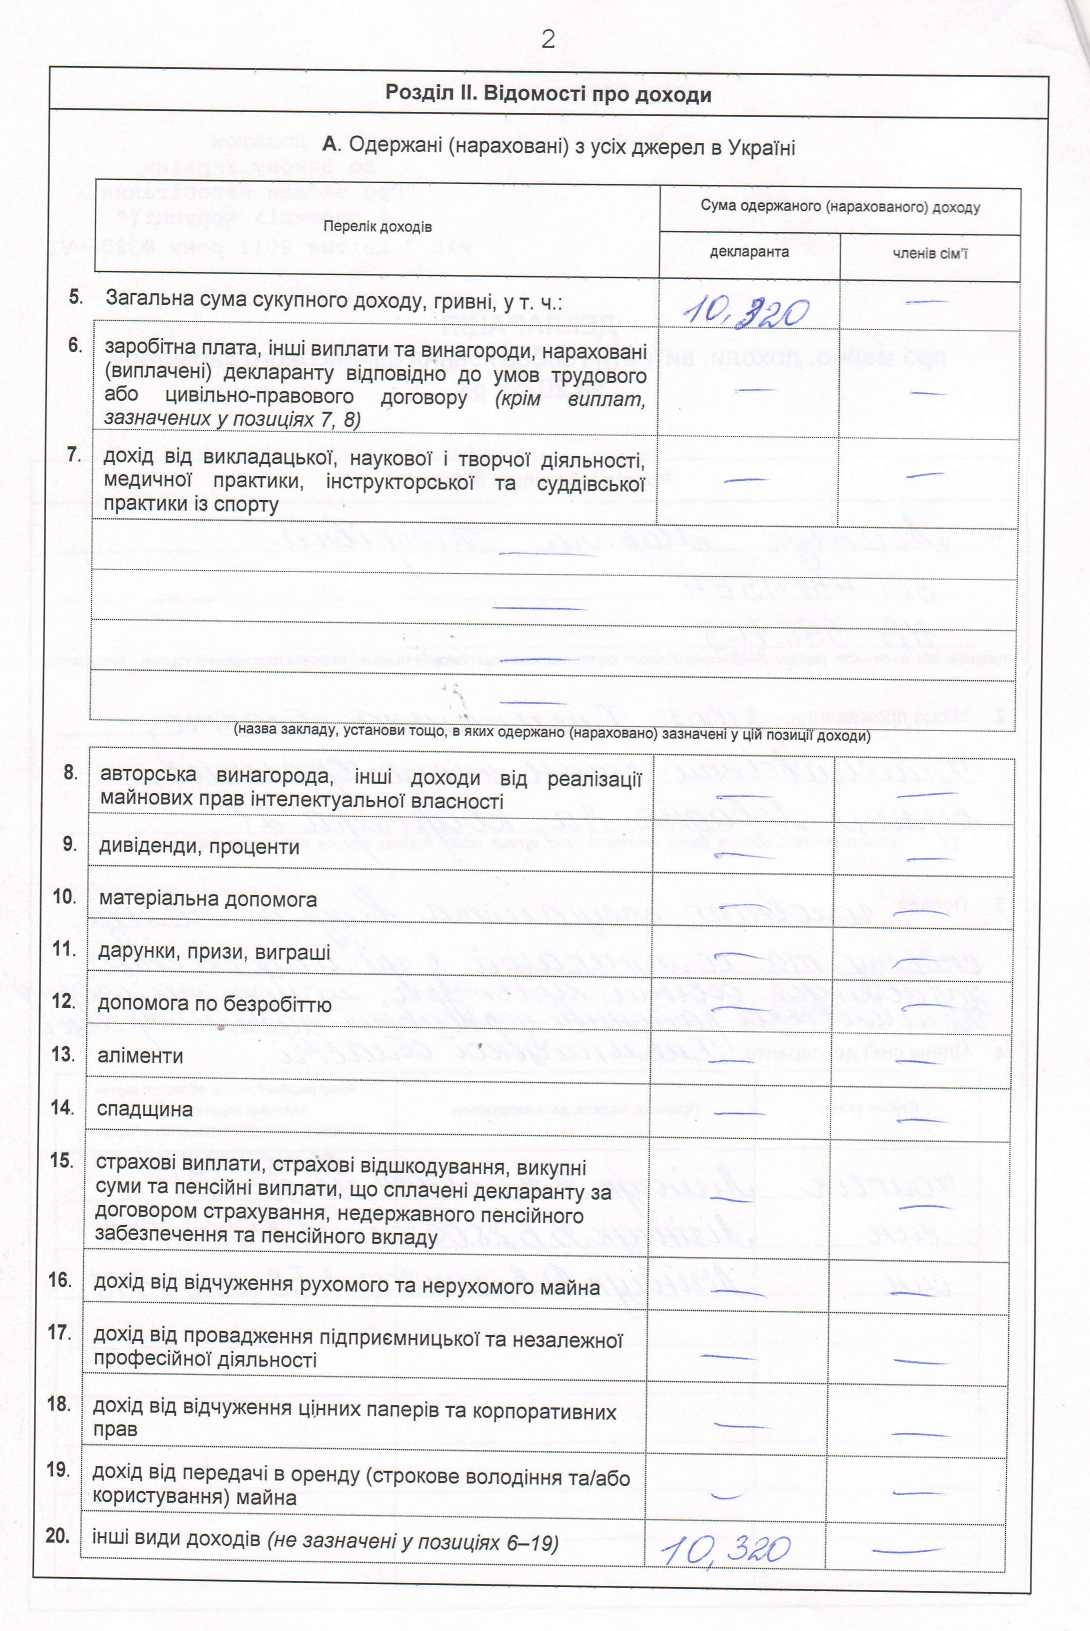 2
Розділ ІІ. Відомості про доходи
А. Одержані (нараховані) з усіх джерел в Україні
Перелік доходів
Сума одержаного (нарахованого) доходу
декларанта
членів сім’ї
5. Загальна сума сукупного доходу, гривні, у т. ч.: 10,320 —
6. заробітна плата, інші виплати та винагороди, нараховані
(виплачені) декларанту відповідно до умов трудового
або цивільно-правового договору (крім виплат, — —
зазначених у позиціях 7, 8)
7. дохід від викладацької, наукової і творчої діяльності,
медичної практики, інструкторської та суддівської — —
практики із спорту
—
—
—
—
(назва закладу, установи тощо, в яких одержано (нараховано) зазначені у цій позиції доходи)
8. авторська винагорода, інші доходи від реалізації
майнових прав інтелектуальної власності — —
9. дивіденди, проценти — —
10. матеріальна допомога — —
11. дарунки, призи, виграші — —
12. допомога по безробіттю — —
13. аліменти — —
14. спадщина — —
15. страхові виплати, страхові відшкодування, викупні
суми та пенсійні виплати, що сплачені декларанту за — —
договором страхування, недержавного пенсійного
забезпечення та пенсійного вкладу
16. дохід від відчуження рухомого та нерухомого майна — —
17. дохід від провадження підприємницької та незалежної
професійної діяльності — —
18. дохід від відчуження цінних паперів та корпоративних
прав — —
19. дохід від передачі в оренду (строкове володіння та/або
користування) майна — —
20. інші види доходів (не зазначені у позиціях 6–19) 10,320 —